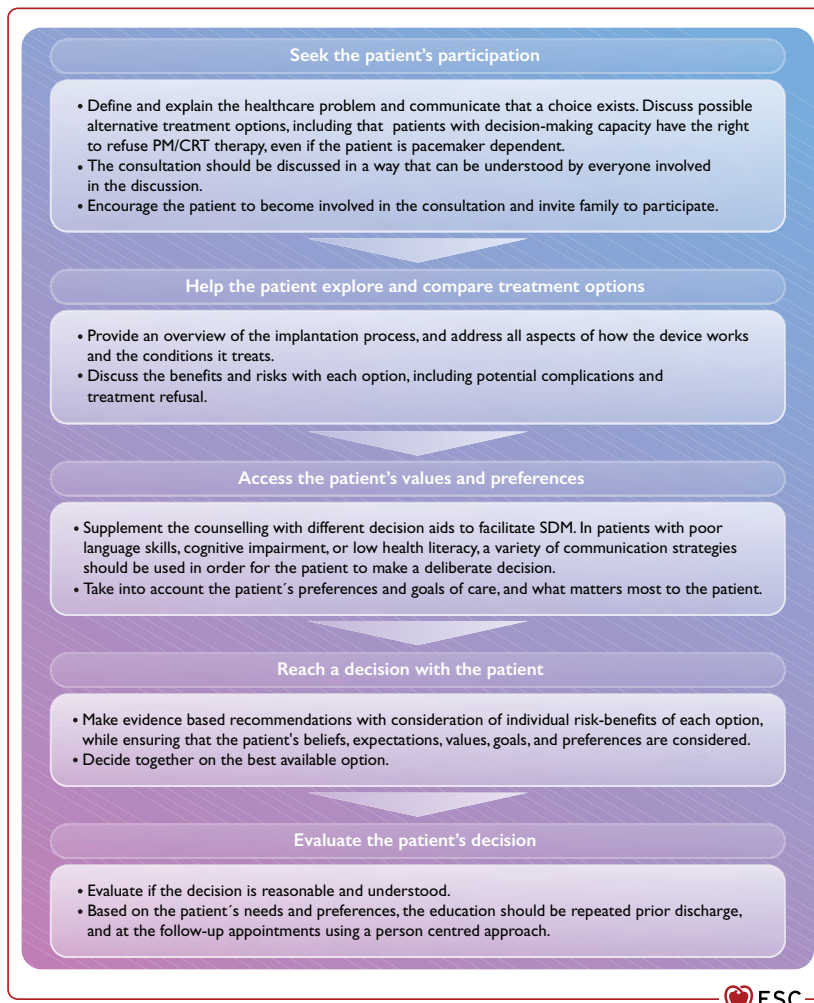 Seek the patient's participation
• Define and explain the healthcare problem and communicate that a choice exists. Discuss possible
alternative treatment options, including that patients with decision-making capacity have the right
to refuse PM/CRT therapy, even if the patient is pacemaker dependent.
• The consultation should be discussed in a way that can be understood by everyone involved
in the discussion.
• Encourage the patient to become involved in the consultation and invite family to participate.
Help the patient explore and compare treatment options
• Provide an overview of the implantation process, and address all aspects of how the device works
and the conditions it treats.
• Discuss the benefits and risks with each option, including potential complications and
treatment refusal.
Access the patient's values and preferences
• Supplement the counselling with different decision aids to facilitate SDM. In patients with poor
language skills, cognitive impairment, or low health literacy, a variety of communication strategies
should be used in order for the patient to make a deliberate decision.
• Take into account the patient´s preferences and goals of care, and what matters most to the patient.
Reach a decision with the patient
• Make evidence based recommendations with consideration of individual risk-benefits of each option,
while ensuring that the patient's beliefs, expectations, values, goals, and preferences are considered.
• Decide together on the best available option.
Evaluate the patient's decision
• Evaluate if the decision is reasonable and understood.
• Based on the patient´s needs and preferences, the education should be repeated prior discharge,
and at the follow-up appointments using a person centred approach.
ESC